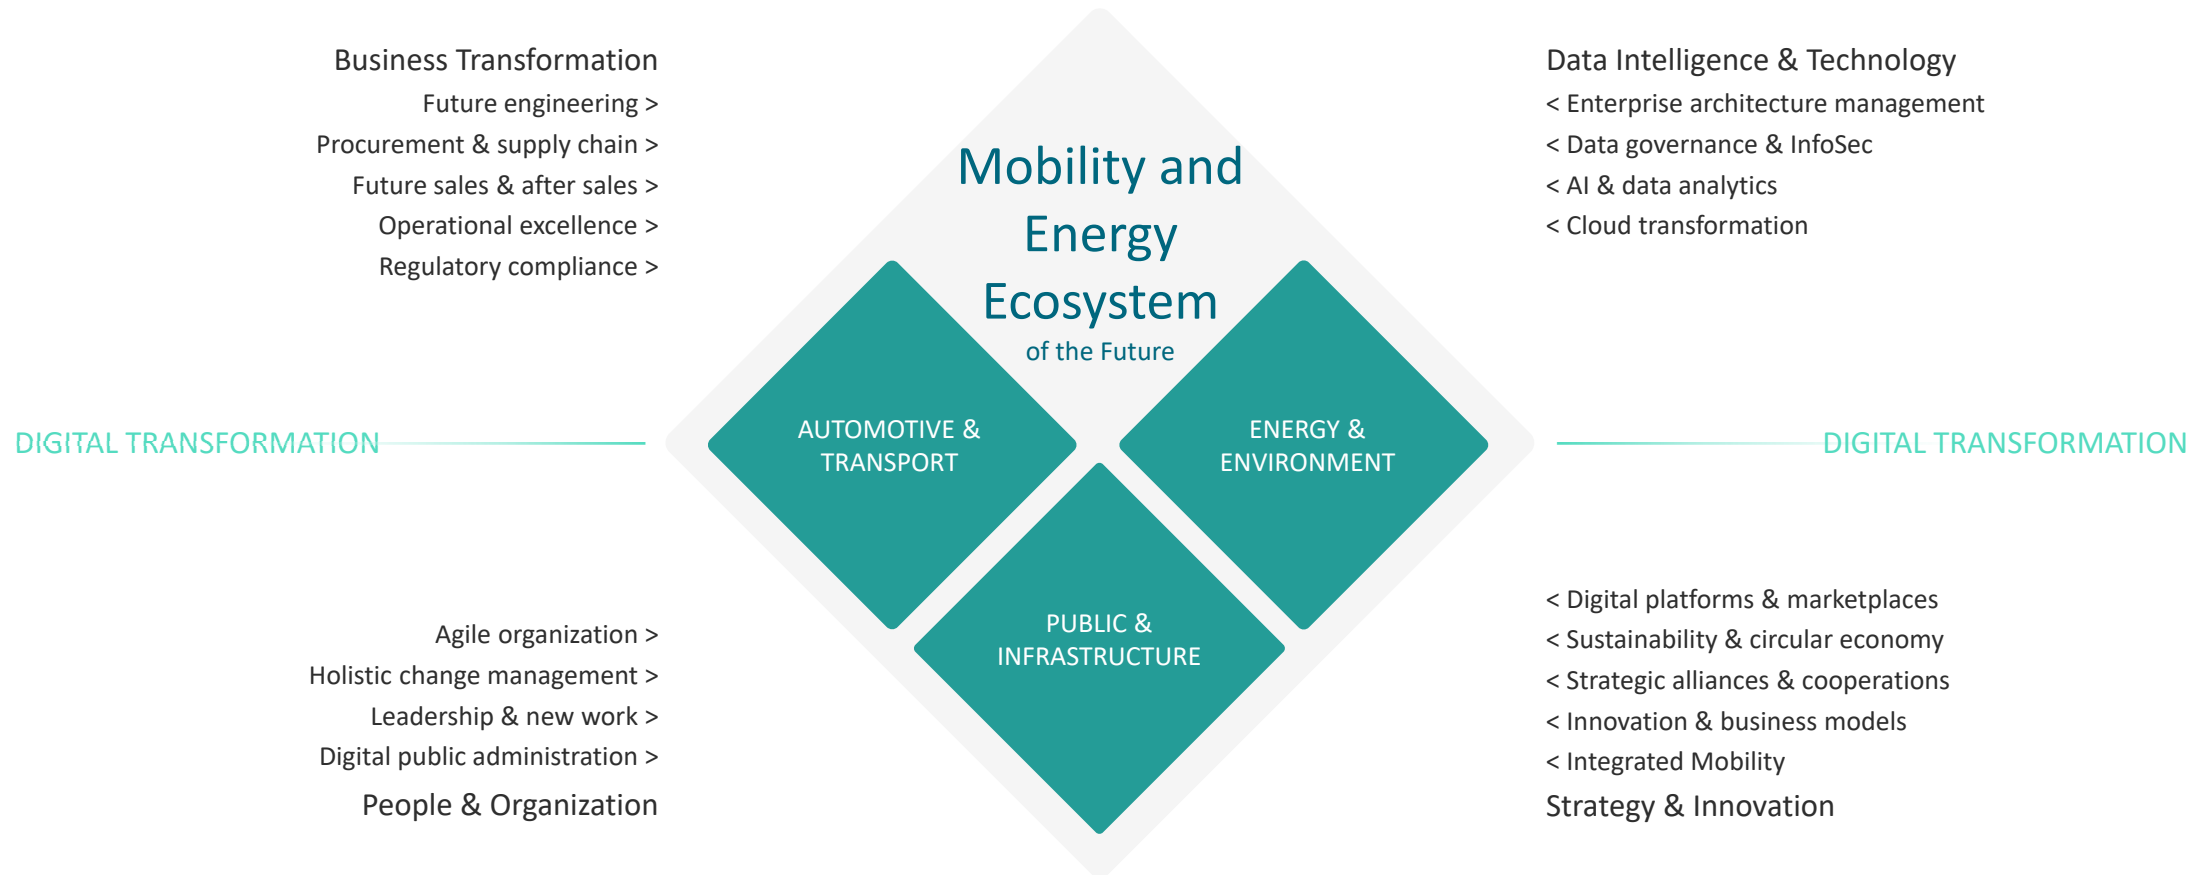 Business Transformation
Future engineering >
Procurement & supply chain >
Future sales & after sales >
Operational excellence >
Regulatory compliance >
Data Intelligence & Technology
< Enterprise architecture management
< Data governance & InfoSec
< AI & data analytics
< Cloud transformation
Mobility and
Energy
Ecosystem
of the Future
DIGITAL TRANSFORMATION
AUTOMOTIVE &
TRANSPORT
ENERGY &
ENVIRONMENT
DIGITAL TRANSFORMATION
PUBLIC &
INFRASTRUCTURE
Agile organization >
Holistic change management >
Leadership & new work >
Digital public administration >
People & Organization
< Digital platforms & marketplaces
< Sustainability & circular economy
< Strategic alliances & cooperations
< Innovation & business models
< Integrated Mobility
Strategy & Innovation